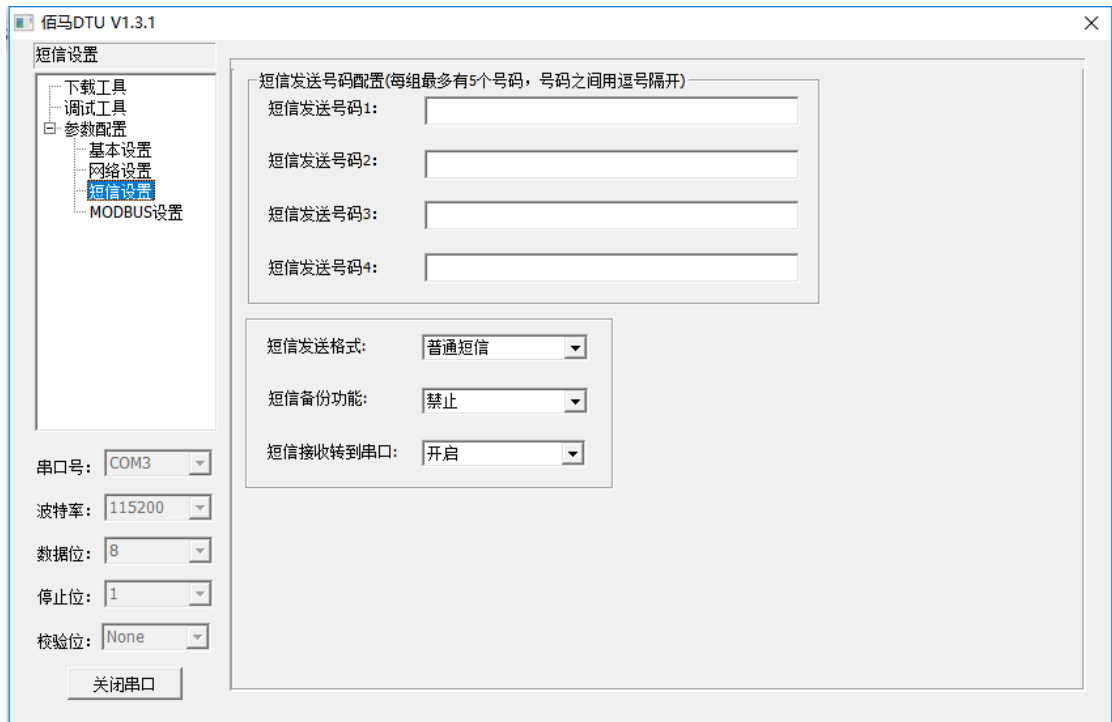 佰马DTU V1.3.1
短信设置
下载工具
调试工具
参数配置
基本设置
网络设置
短信设置
MODBUS设置
串口号: COM3
波特率: 115200
数据位: 8
停止位: 1
校验位: None
关闭串口
短信发送号码配置(每组最多有5个号码，号码之间用逗号隔开)
短信发送号码1:
短信发送号码2:
短信发送号码3:
短信发送号码4:
短信发送格式: 普通短信
短信备份功能: 禁止
短信接收转到串口: 开启